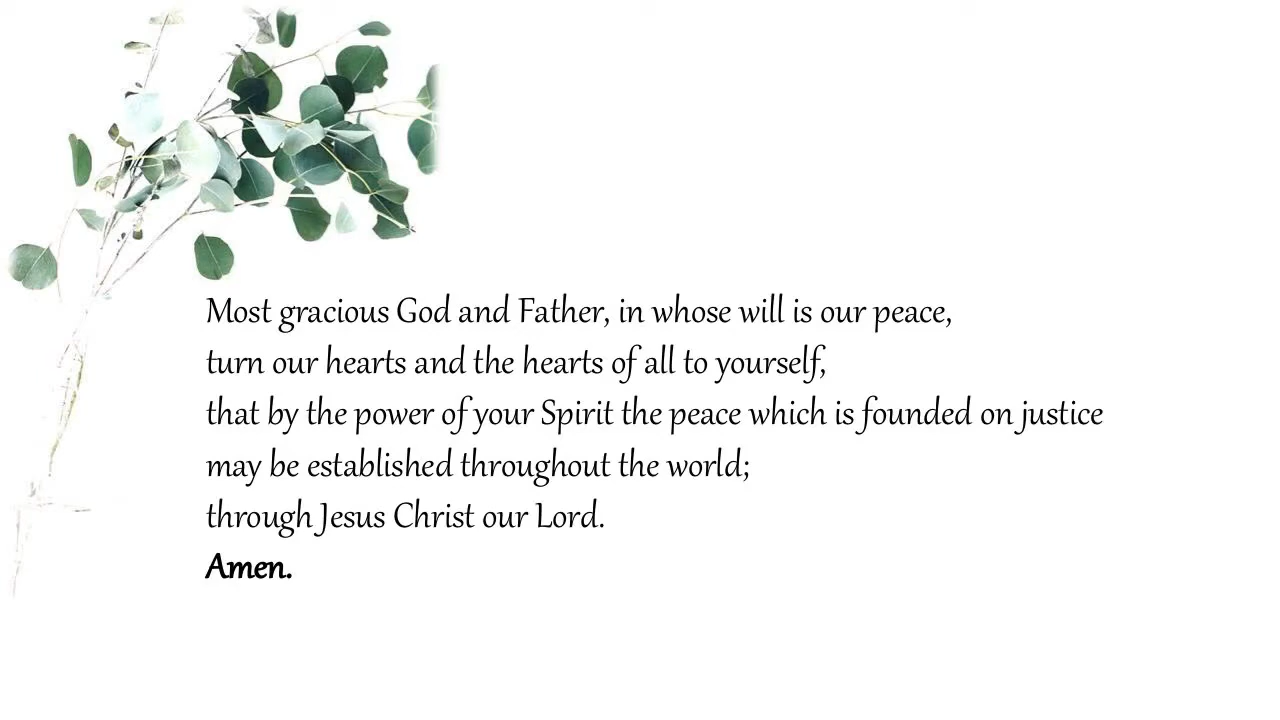 Most gracious God and Father, in whose will is our peace,
turn our hearts and the hearts of all to yourself,
that by the power of your Spirit the peace which is founded on justice
may be established throughout the world;
through Jesus Christ our Lord.
Amen.